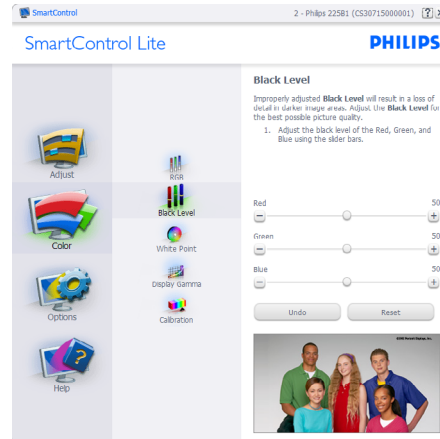 SmartControl
2 - Philips 225B1 (CS30715000001)
SmartControl Lite
PHILIPS
Black Level
Improperly adjusted Black Level will result in a loss of
detail in darker image areas. Adjust the Black Level for
the best possible picture quality.
1. Adjust the black level of the Red, Green, and
Blue using the slider bars.
Adjust
Color
Options
Help
RGB
Black Level
White Point
Display Gamma
Calibration
Red 50
Green 50
Blue 50
Undo
Reset